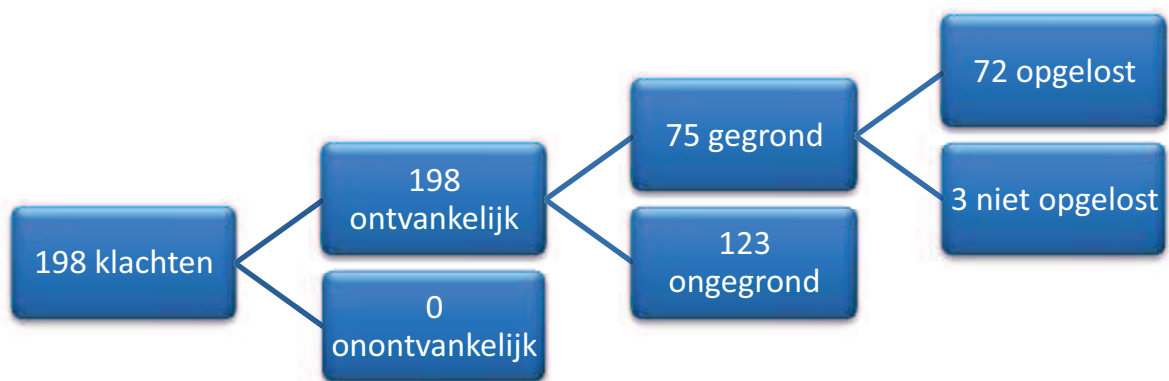 198 klachten
198
ontvankelijk
0
onontvankelijk
75 gegrond
123
ongegrond
72 opgelost
3 niet opgelost